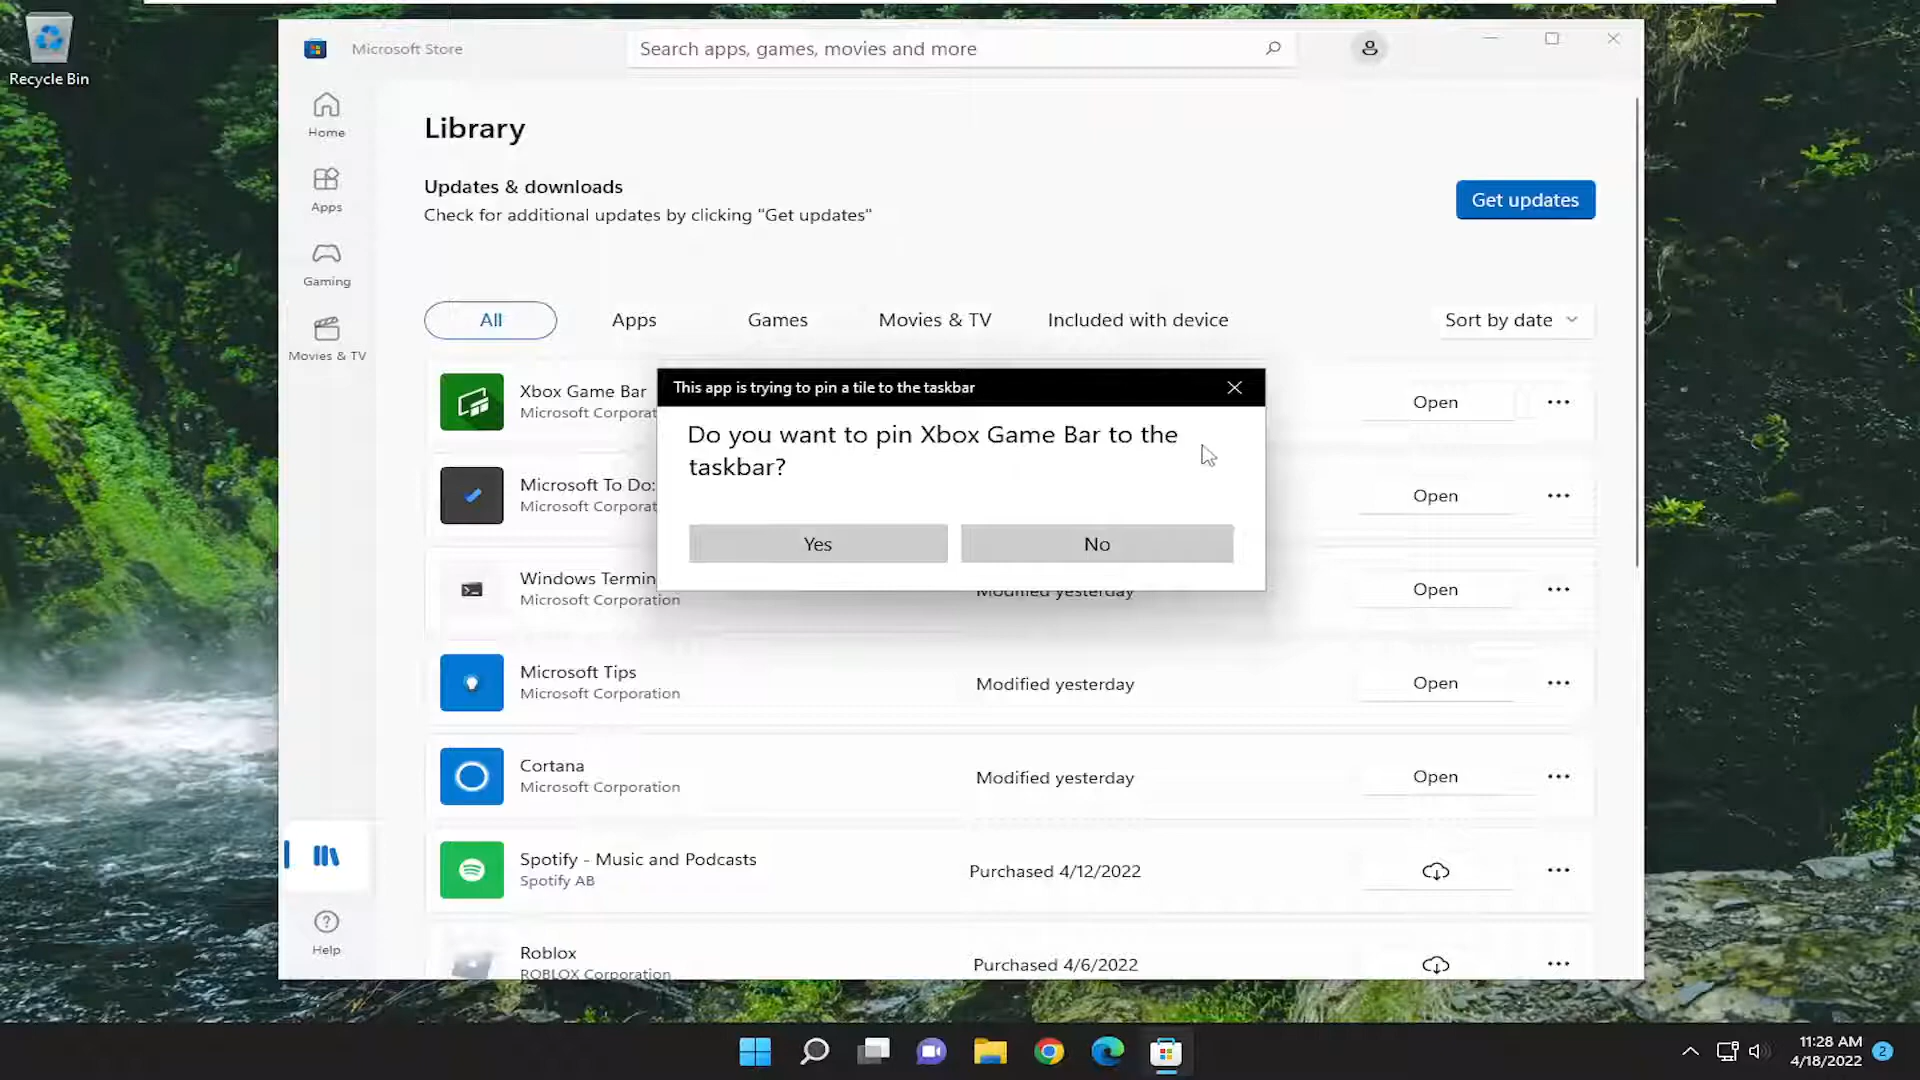 Recycle Bin
Microsoft Store
Search apps, games, movies and more
Home
Apps
Gaming
Movies & TV
Help
Library
Updates & downloads
Check for additional updates by clicking "Get updates"
Get updates
All
Apps
Games
Movies & TV
Included with device
Sort by date
Xbox Game Bar
Microsoft Corporat
Open
This app is trying to pin a tile to the taskbar
Do you want to pin Xbox Game Bar to the
taskbar?
Yes
No
Microsoft To Do:
Microsoft Corporat
Open
Windows Termin
Microsoft Corporation
Modified yesterday
Open
Microsoft Tips
Microsoft Corporation
Modified yesterday
Open
Cortana
Microsoft Corporation
Modified yesterday
Open
Spotify - Music and Podcasts
Spotify AB
Purchased 4/12/2022
Roblox
ROBLOX Corporation
Purchased 4/6/2022
11:28 AM
4/18/2022
2